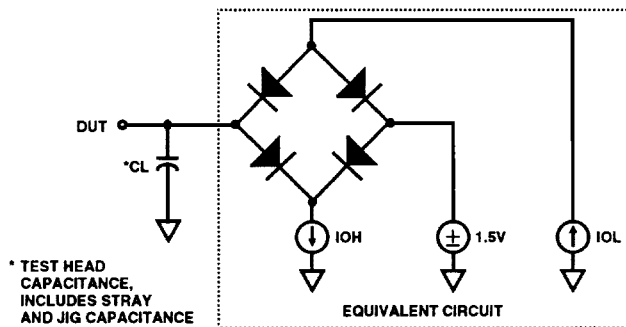 DUT
*CL
IOH
±
1.5V
IOL
* TEST HEAD
CAPACITANCE,
INCLUDES STRAY
AND JIG CAPACITANCE
EQUIVALENT CIRCUIT